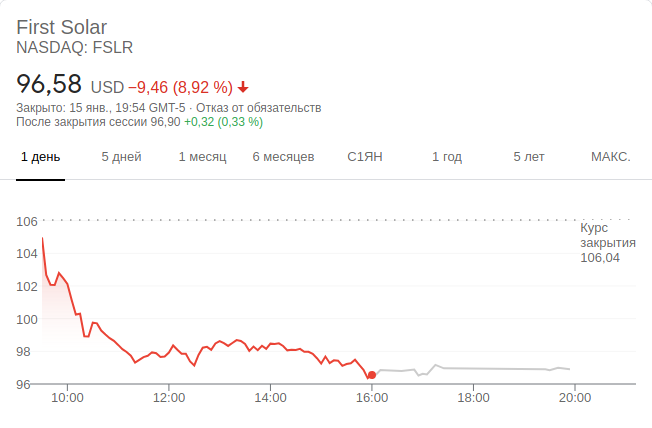 First Solar
NASDAQ: FSLR
96,58 USD −9,46 (8,92 %)
Закрыто: 15 янв., 19:54 GMT-5 · Отказ от обязательств
После закрытия сессии 96,90 +0,32 (0,33 %)
1 день 5 дней 1 месяц 6 месяцев С1ЯН 1 год 5 лет МАКС.
106
Курс
закрытия
106,04
104
102
100
98
96
10:00 12:00 14:00 16:00 18:00 20:00